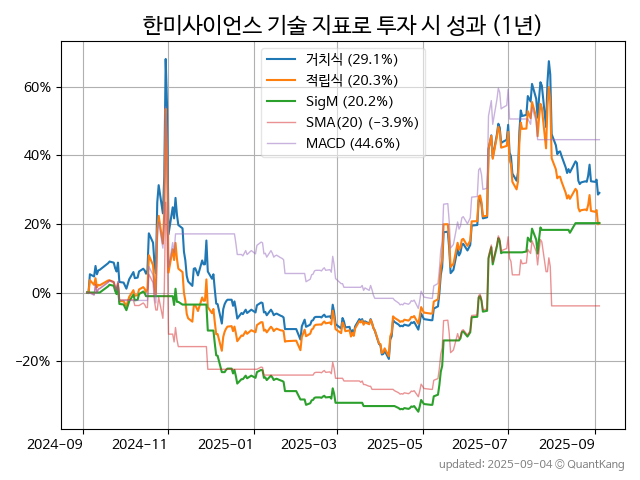 한미사이언스 기술 지표로 투자 시 성과 (1년)
거치식 (29.1%)
적립식 (20.3%)
SigM (20.2%)
SMA(20) (−3.9%)
MACD (44.6%)
60%
40%
20%
0%
−20%
2024-09
2024-11
2025-01
2025-03
2025-05
2025-07
2025-09
updated: 2025-09-04 © QuantKang